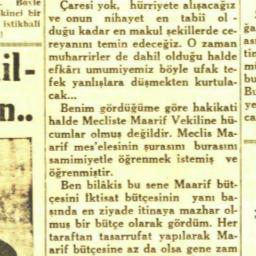 Çaresi yok, hürriyete alışacağız
ve onun nihayet en tabiî ol -
duğu kadar en makul şekillerde ce-
reyanını temin edeceğiz. O zaman
muharrirler de dahil olduğu halde
efkârı umumiyemiz böyle ufak te-
fek yanlışlara düşmekten kurtula-
cak...
Benim gördüğüme göre hakikati
halde Mecliste Maarif Vekiline hü-
cumlar olmuş değildir. Meclis Ma-
arif mes'elesinin şurasını burasını
samimiyetle öğrenmek istemiş ve
öğrenmiştir.
Ben bilâkis bu sene Maarif büt-
çesini İktisat bütçesinin yanı ba-
şında en ziyade itinaya mazhar ol-
muş bir bütçe olarak gördüm. Her
taraftan tasarrufat yapılarak Ma-
arif bütçesine az da olsa gene zam
Böyle
kinci bir
istikbali
il-
n..